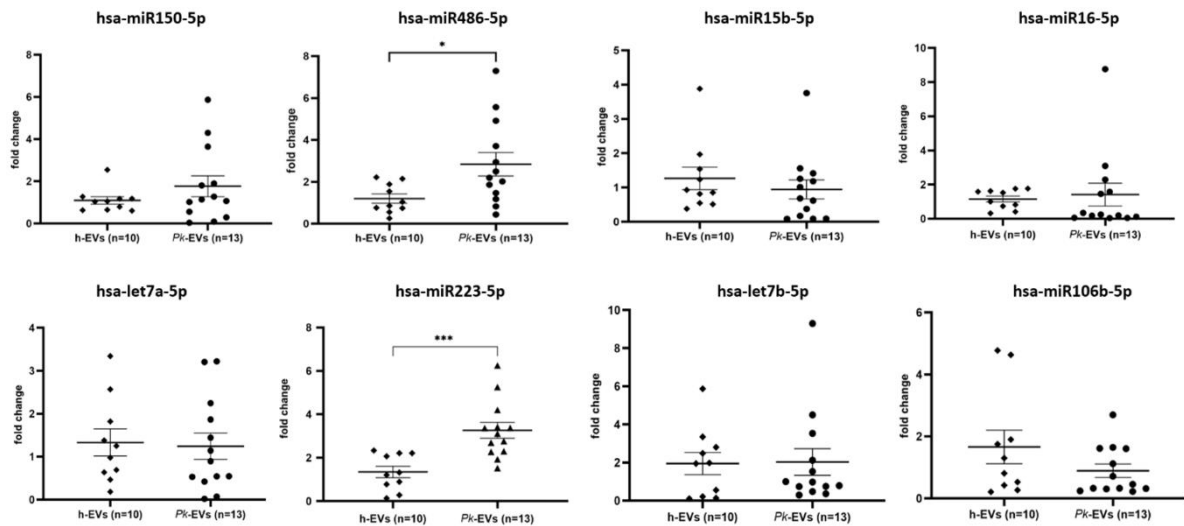 hsa-miR150-5p
fold change
8
6
4
2
0
h-EVs (n=10) Pk-EVs (n=13)
hsa-miR486-5p
*
fold change
8
6
4
2
0
h-EVs (n=10) Pk-EVs (n=13)
hsa-miR15b-5p
fold change
5
4
3
2
1
0
h-EVs (n=10) Pk-EVs (n=13)
hsa-miR16-5p
fold change
10
8
6
4
2
0
h-EVs (n=10) Pk-EVs (n=13)
hsa-let7a-5p
fold change
4
3
2
1
0
h-EVs (n=10) Pk-EVs (n=13)
hsa-miR223-5p
***
fold change
8
6
4
2
0
h-EVs (n=10) Pk-EVs (n=13)
hsa-let7b-5p
fold change
10
8
6
4
2
0
h-EVs (n=10) Pk-EVs (n=13)
hsa-miR106b-5p
fold change
6
4
2
0
h-EVs (n=10) Pk-EVs (n=13)